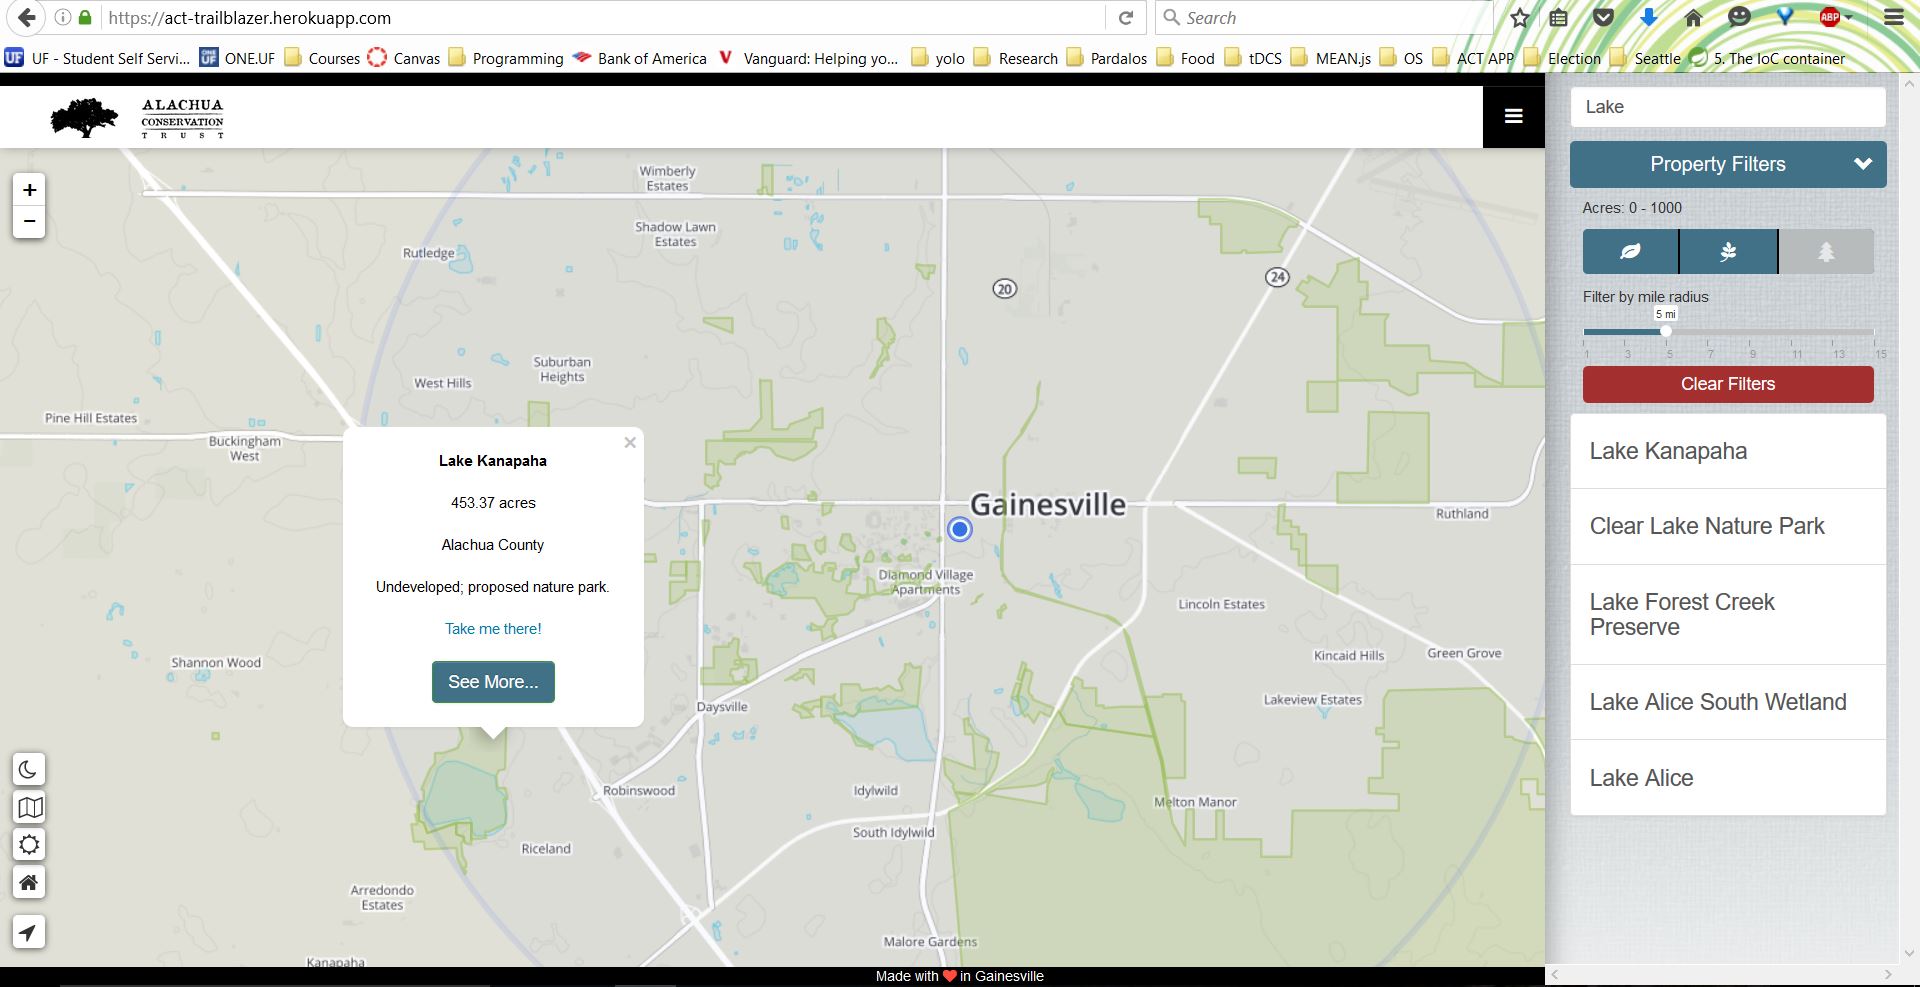 https://act-trailblazer.herokuapp.com
Search
ABP
UF
UF - Student Self Servi...
ONE UF
ONE.UF
Courses
Canvas
Programming
Bank of America
V
Vanguard: Helping yo...
yolo
Research
Pardalos
Food
tDCS
MEAN.js
OS
ACT APP
Election
Seattle
5. The IoC container
ALACHUA
CONSERVATION
TRUST
+
−
Wimberly
Estates
Shadow Lawn
Estates
Rutledge
20
24
Suburban
Heights
West Hills
Pine Hill Estates
Buckingham
West
Gainesville
Ruthland
Diamond Village
Apartments
Lincoln Estates
Shannon Wood
Kincaid Hills
Green Grove
Lakeview Estates
Daysville
Robinswood
Idylwild
Melton Manor
South Idylwild
Riceland
Arredondo
Estates
Malore Gardens
Kanapaha
×
Lake Kanapaha
453.37 acres
Alachua County
Undeveloped; proposed nature park.
Take me there!
See More...
Lake
Property Filters
Acres: 0 - 1000
Filter by mile radius
5 mi
1 3 5 7 9 11 13 15
Clear Filters
Lake Kanapaha
Clear Lake Nature Park
Lake Forest Creek
Preserve
Lake Alice South Wetland
Lake Alice
Made with ❤ in Gainesville